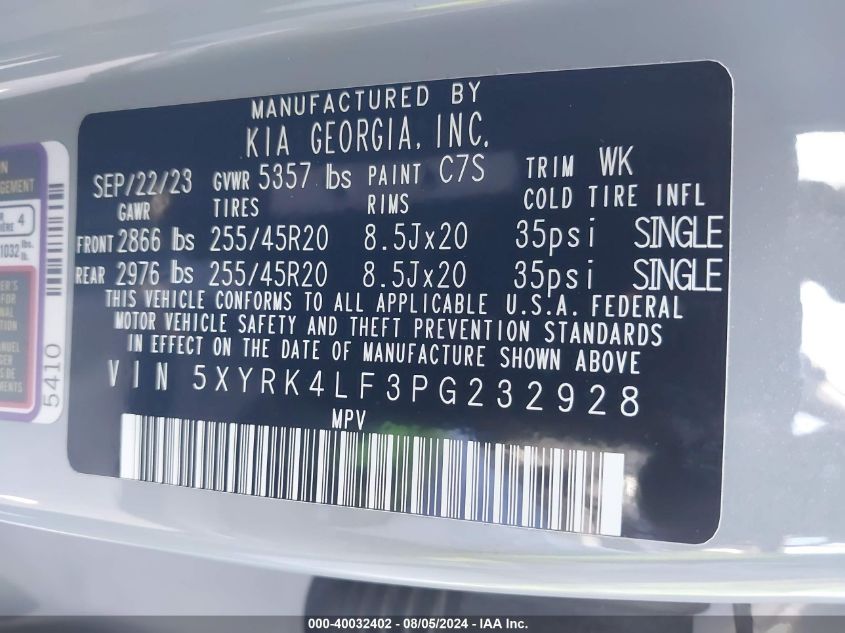 MANUFACTURED BY
KIA GEORGIA, INC.
SEP/22/23 GVWR 5357 lbs PAINT C7S TRIM WK
GAWR TIRES RIMS COLD TIRE INFL
FRONT 2866 lbs 255/45R20 8.5Jx20 35psi SINGLE
REAR 2976 lbs 255/45R20 8.5Jx20 35psi SINGLE
THIS VEHICLE CONFORMS TO ALL APPLICABLE U.S.A. FEDERAL
MOTOR VEHICLE SAFETY AND THEFT PREVENTION STANDARDS
IN EFFECT ON THE DATE OF MANUFACTURE SHOWN ABOVE
VIN 5XYRK4LF3PG232928
MPV
4
1032 lbs.
5410
000-40032402 - 08/05/2024 - IAA Inc.